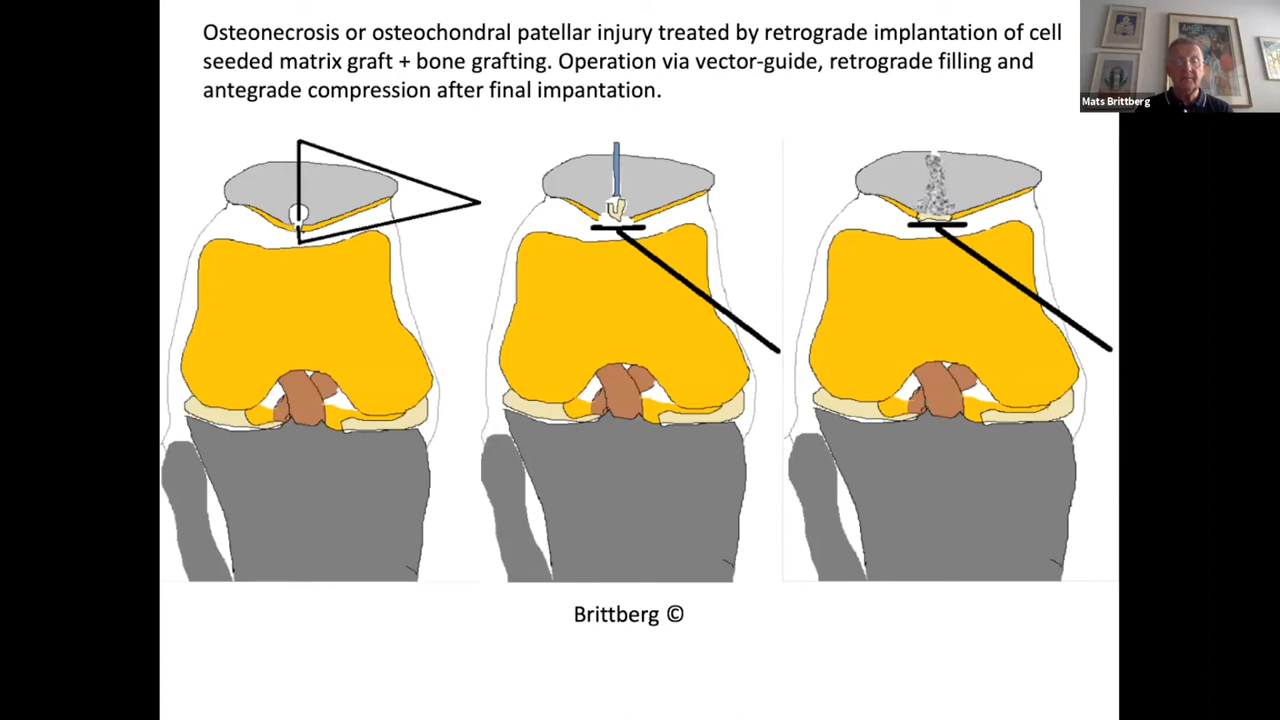 Osteonecrosis or osteochondral patellar injury treated by retrograde implantation of cell
seeded matrix graft + bone grafting. Operation via vector-guide, retrograde filling and
antegrade compression after final impantation.
Mats Brittberg
Brittberg ©